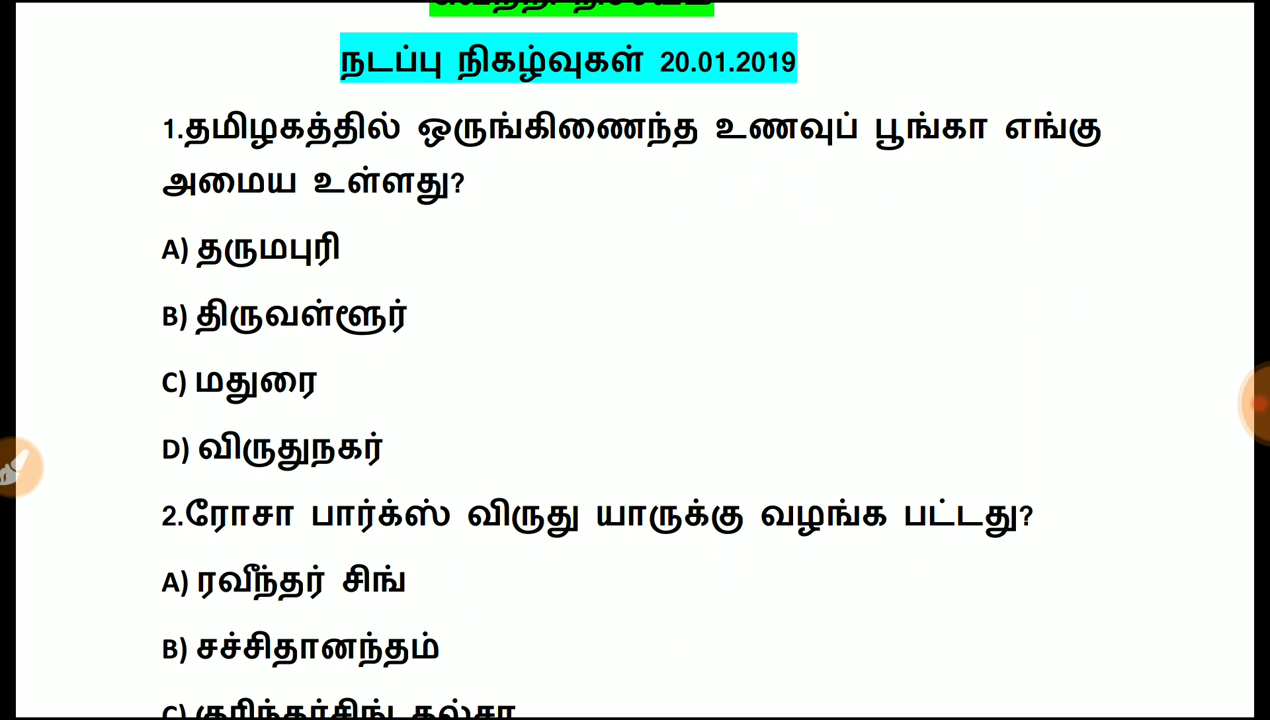 நடப்பு நிகழ்வுகள் 20.01.2019
1.தமிழகத்தில் ஒருங்கிணைந்த உணவுப் பூங்கா எங்கு
அமைய உள்ளது?
A) தருமபுரி
B) திருவள்ளூர்
C) மதுரை
D) விருதுநகர்
2.ரோசா பார்க்ஸ் விருது யாருக்கு வழங்க பட்டது?
A) ரவீந்தர் சிங்
B) சச்சிதானந்தம்
C)